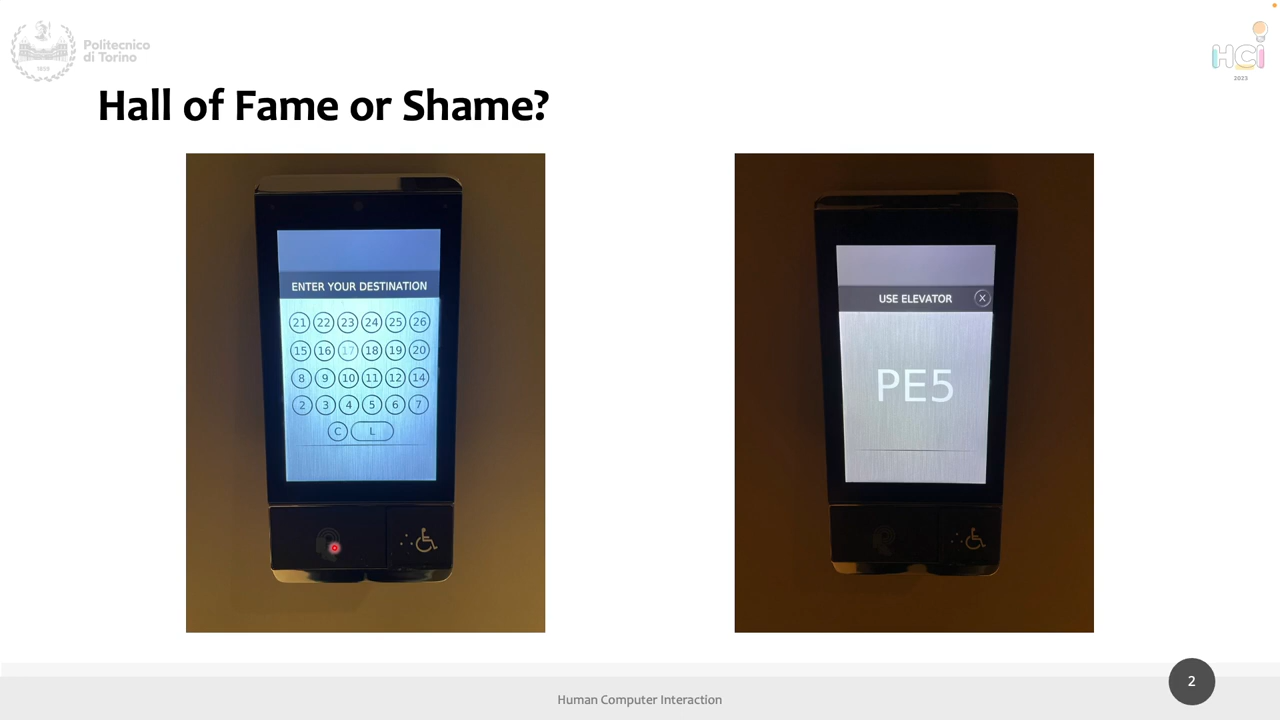 Politecnico
di Torino
1859
HCI
2023
Hall of Fame or Shame?
ENTER YOUR DESTINATION
21 22 23 24 25 26
15 16 17 18 19 20
8 9 10 11 12 14
2 3 4 5 6 7
C L
USE ELEVATOR X
PE5
Human Computer Interaction
2